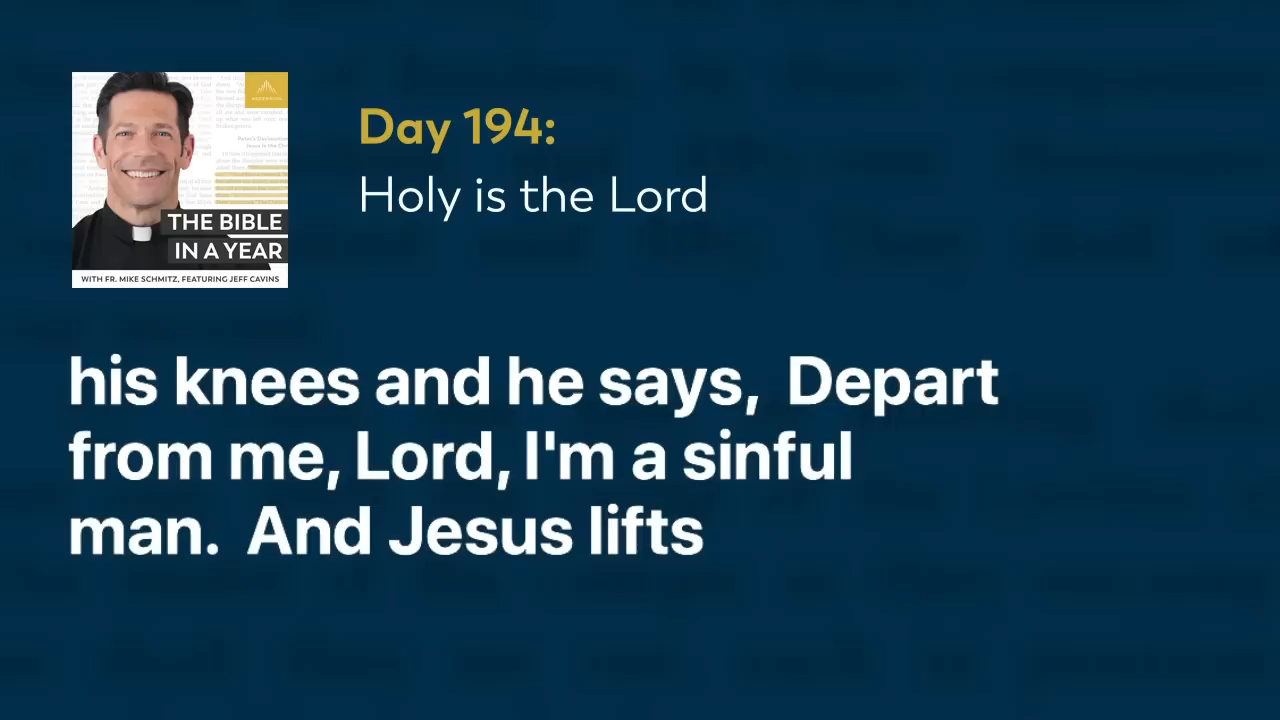 THE BIBLE
IN A YEAR
WITH FR. MIKE SCHMITZ, FEATURING JEFF CAVINS
Day 194:
Holy is the Lord
his knees and he says, Depart
from me, Lord, I'm a sinful
man. And Jesus lifts